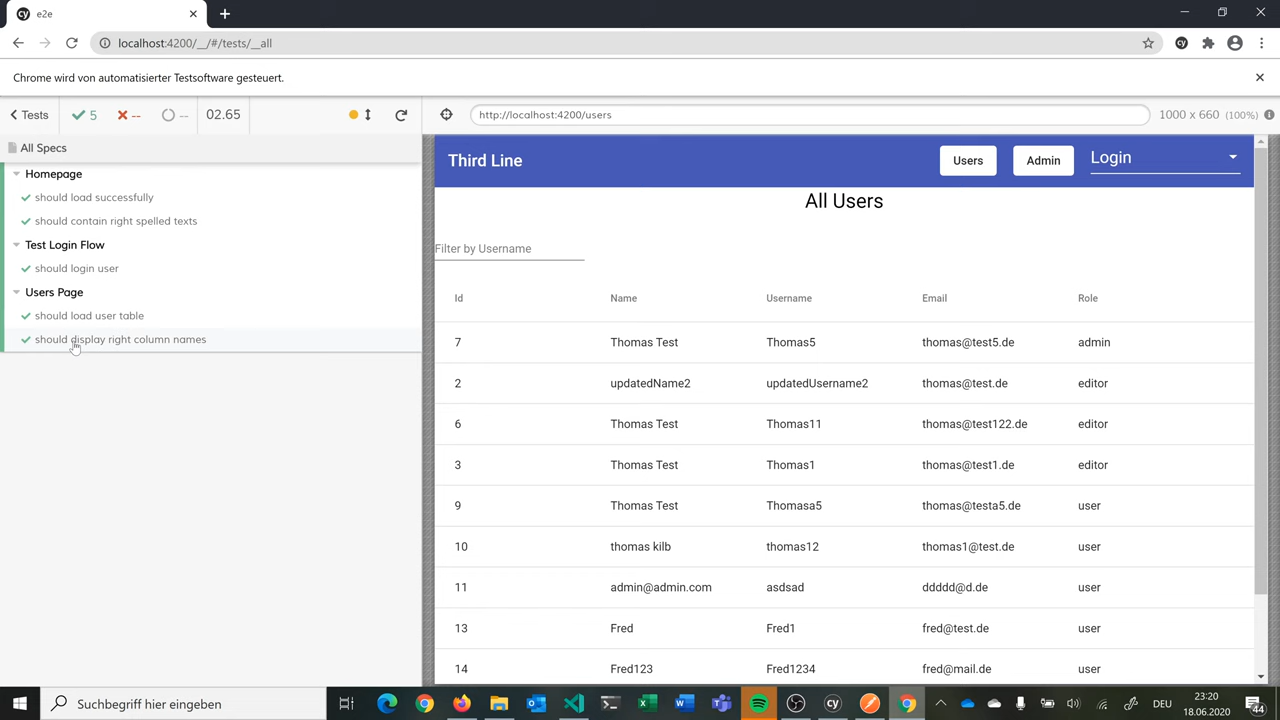 e2e
localhost:4200/__/#/tests/__all
Chrome wird von automatisierter Testsoftware gesteuert.
Tests
5
--
--
02.65
http://localhost:4200/users
1000 x 660 (100%)
All Specs
Homepage
should load successfully
should contain right spelled texts
Test Login Flow
should login user
Users Page
should load user table
should display right column names
Third Line
Users
Admin
Login
All Users
Filter by Username
Id Name Username Email Role
7 Thomas Test Thomas5 thomas@test5.de admin
2 updatedName2 updatedUsername2 thomas@test.de editor
6 Thomas Test Thomas11 thomas@test122.de editor
3 Thomas Test Thomas1 thomas@test1.de editor
9 Thomas Test Thomasa5 thomas@testa5.de user
10 thomas kilb thomas12 thomas1@test.de user
11 admin@admin.com asdsad ddddd@d.de user
13 Fred Fred1 fred@test.de user
14 Fred123 Fred1234 fred@mail.de user
Suchbegriff hier eingeben
DEU
23:20
18.06.2020
44